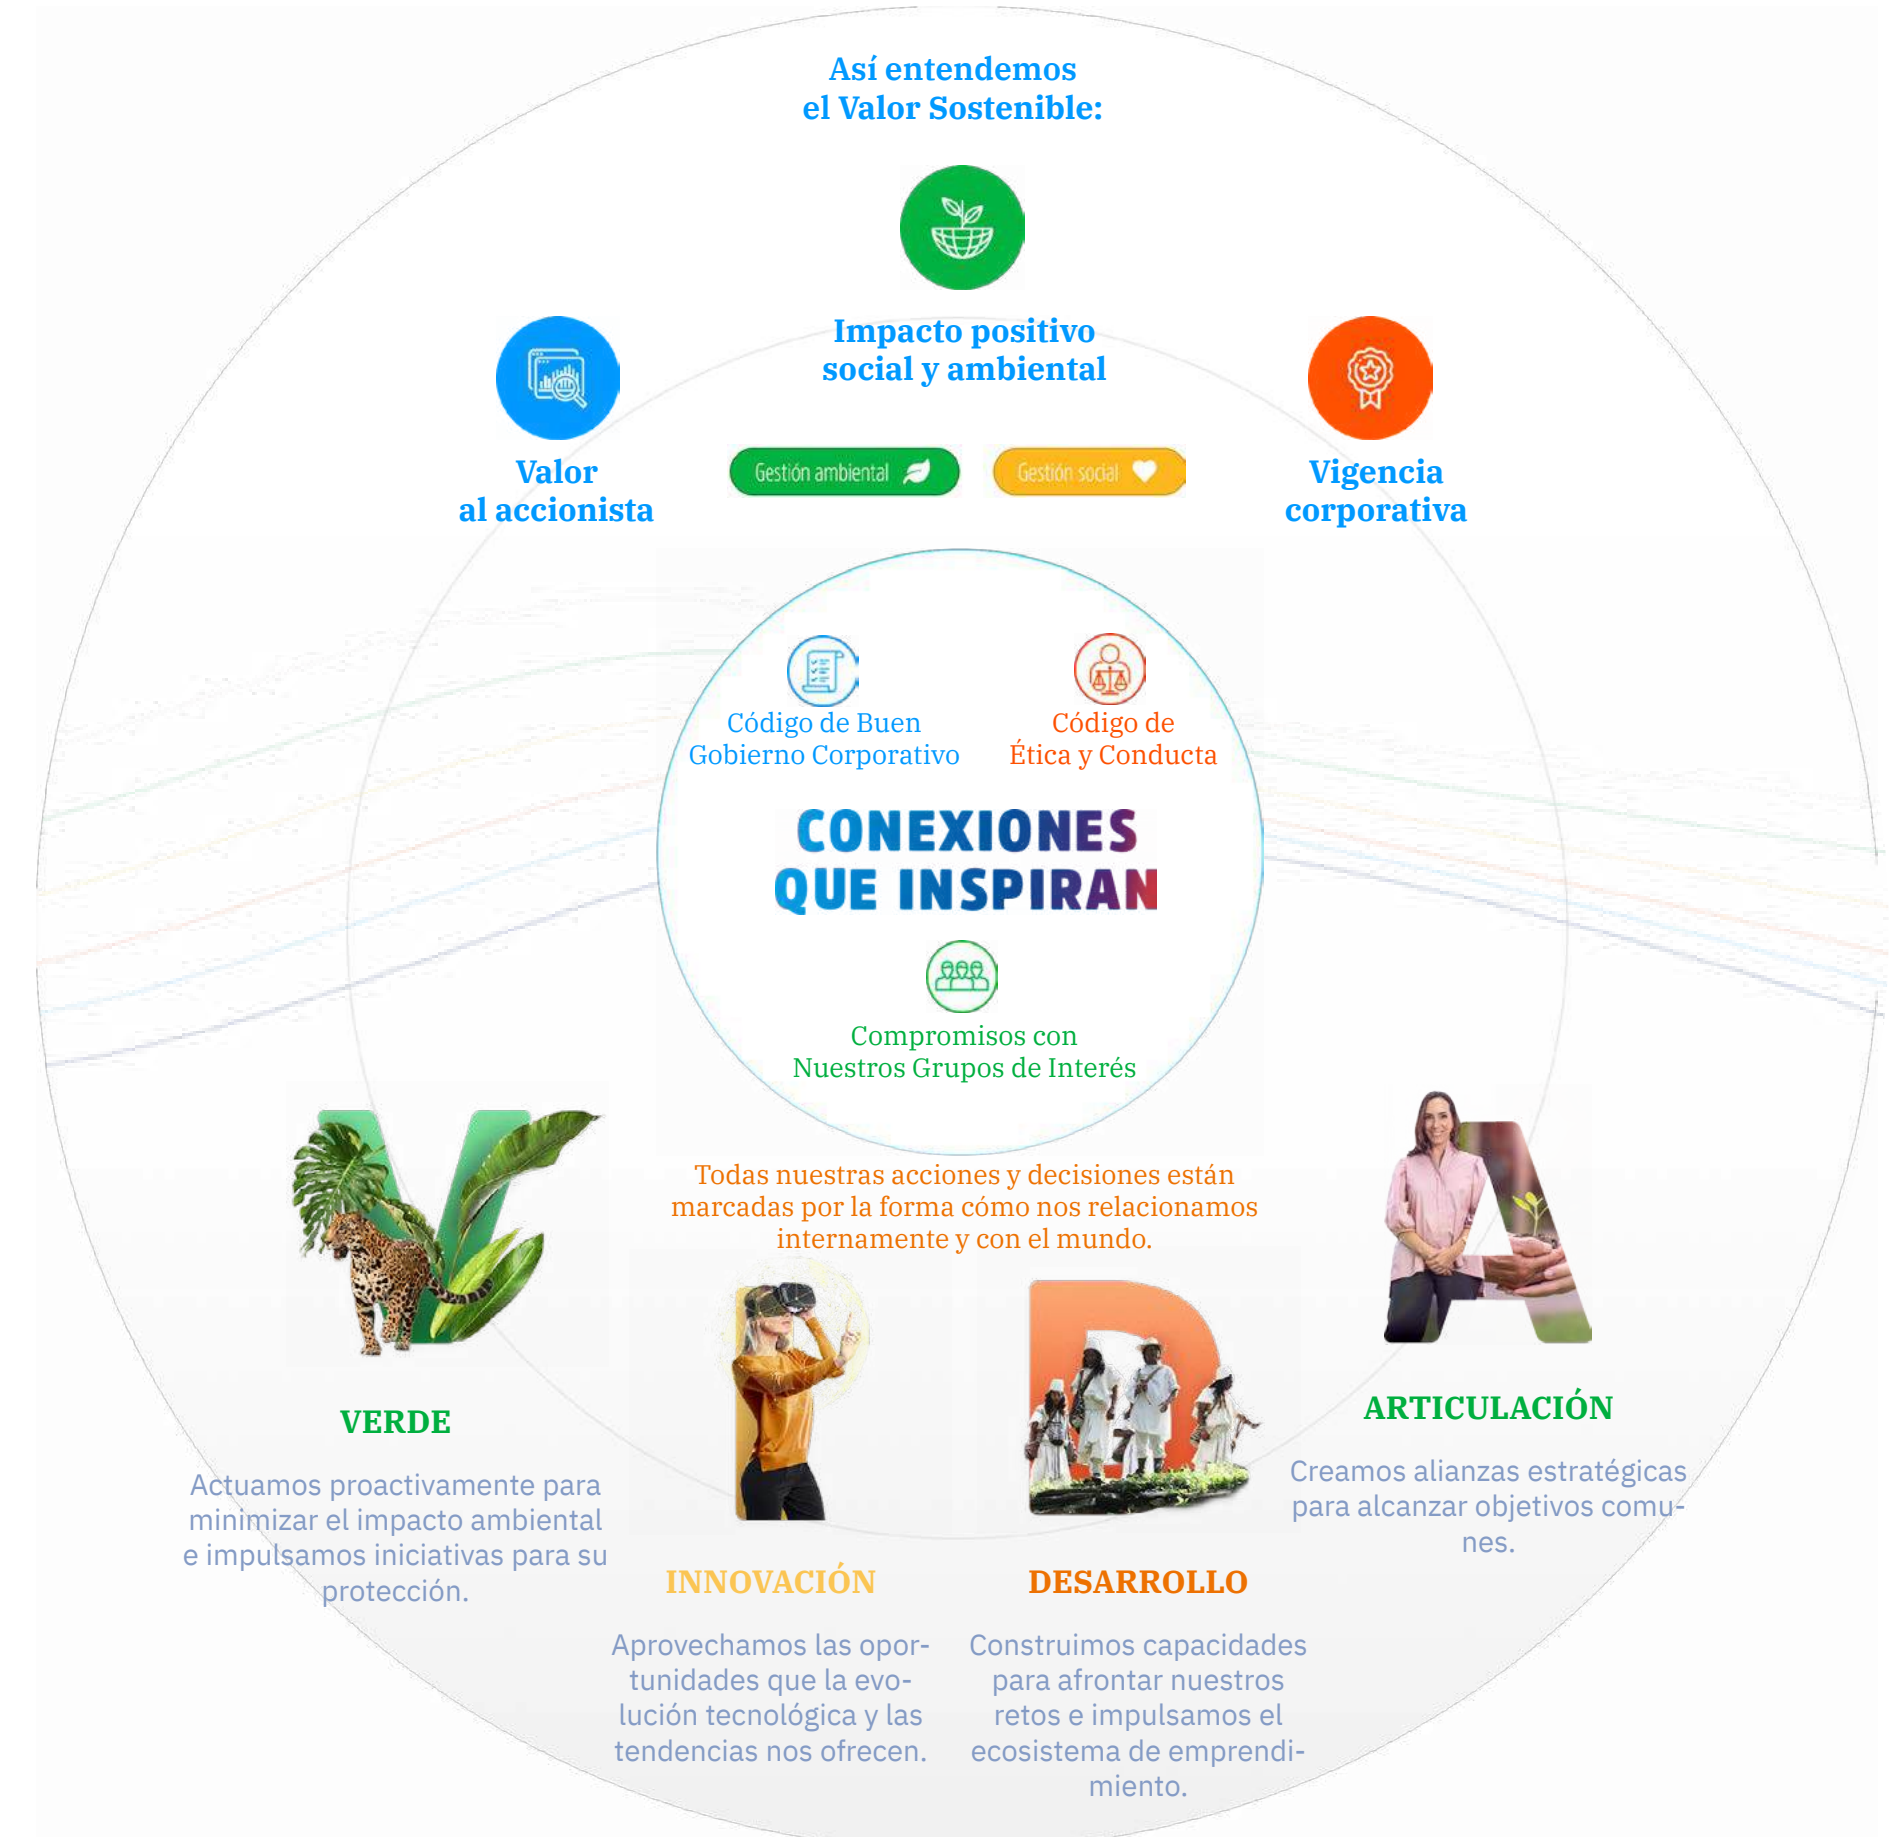 Así entendemos
el Valor Sostenible:
Impacto positivo
social y ambiental
Valor
al accionista
Gestión ambiental
Gestión social
Vigencia
corporativa
Código de Buen
Gobierno Corporativo
Código de
Ética y Conducta
CONEXIONES
QUE INSPIRAN
Compromisos con
Nuestros Grupos de Interés
Todas nuestras acciones y decisiones están
marcadas por la forma cómo nos relacionamos
internamente y con el mundo.
V
I
D
A
VERDE
Actuamos proactivamente para
minimizar el impacto ambiental
e impulsamos iniciativas para su
protección.
INNOVACIÓN
Aprovechamos las opor-
tunidades que la evo-
lución tecnológica y las
tendencias nos ofrecen.
DESARROLLO
Construimos capacidades
para afrontar nuestros
retos e impulsamos el
ecosistema de emprendi-
miento.
ARTICULACIÓN
Creamos alianzas estratégicas
para alcanzar objetivos comu-
nes.